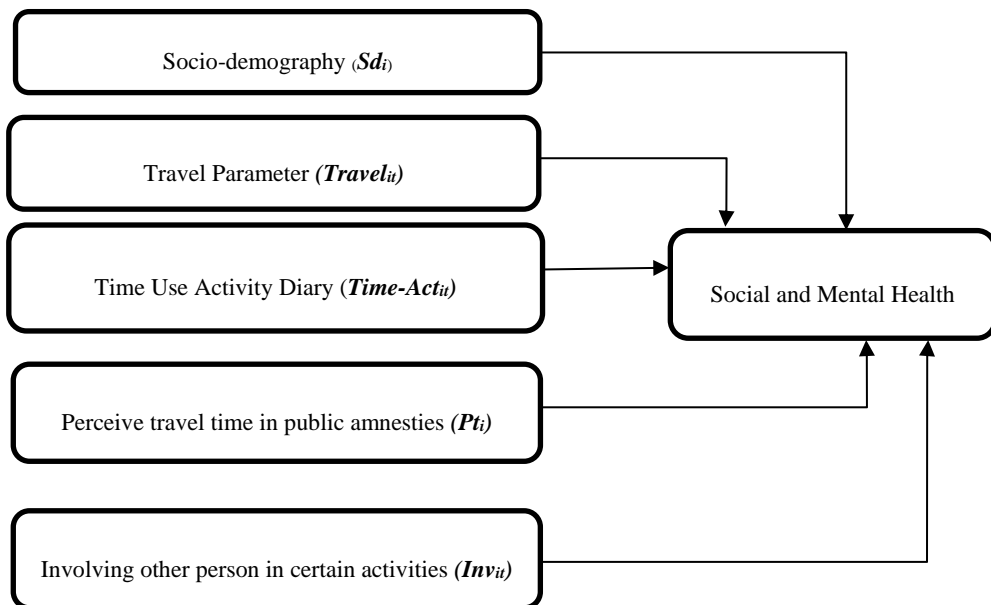 Socio-demography (Sdi)
Travel Parameter (Travelit)
Time Use Activity Diary (Time-Actit)
Social and Mental Health
Perceive travel time in public amnesties (Pti)
Involving other person in certain activities (Invit)